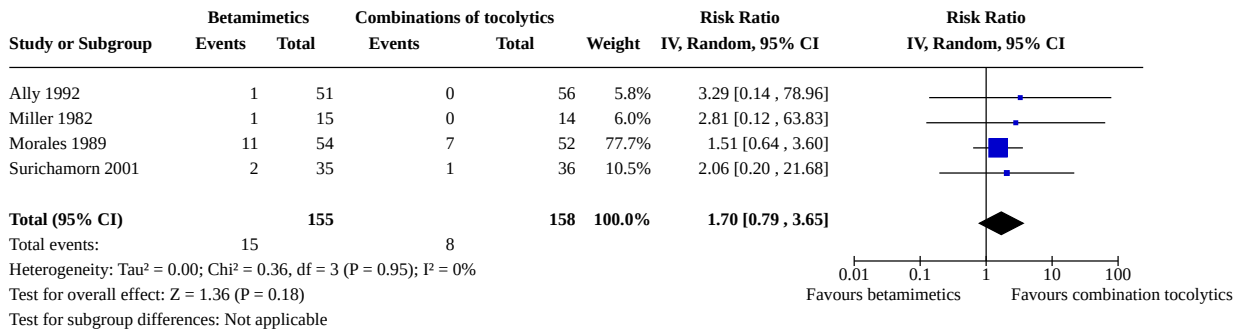 Betamimetics Combinations of tocolytics Risk Ratio Risk Ratio
Study or Subgroup Events Total Events Total Weight IV, Random, 95% CI IV, Random, 95% CI
Ally 1992 1 51 0 56 5.8% 3.29 [0.14 , 78.96]
Miller 1982 1 15 0 14 6.0% 2.81 [0.12 , 63.83]
Morales 1989 11 54 7 52 77.7% 1.51 [0.64 , 3.60]
Surichamorn 2001 2 35 1 36 10.5% 2.06 [0.20 , 21.68]
Total (95% CI) 155 158 100.0% 1.70 [0.79 , 3.65]
Total events: 15 8
Heterogeneity: Tau² = 0.00; Chi² = 0.36, df = 3 (P = 0.95); I² = 0%
0.01 0.1 1 10 100
Test for overall effect: Z = 1.36 (P = 0.18) Favours betamimetics Favours combination tocolytics
Test for subgroup differences: Not applicable